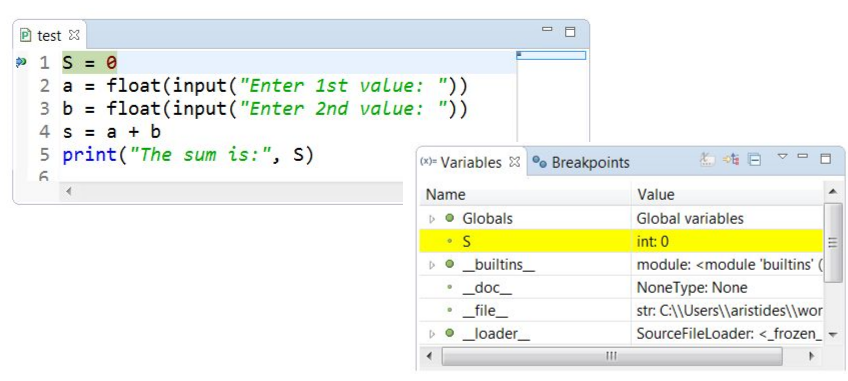 test
1 S = 0
2 a = float(input("Enter 1st value: "))
3 b = float(input("Enter 2nd value: "))
4 s = a + b
5 print("The sum is:", S)
6
(x)= Variables Breakpoints
Name Value
Globals Global variables
S int: 0
__builtins__ module: <module 'builtins' (
__doc__ NoneType: None
__file__ str: C:\\Users\\aristides\\wor
__loader__ SourceFileLoader: <_frozen_